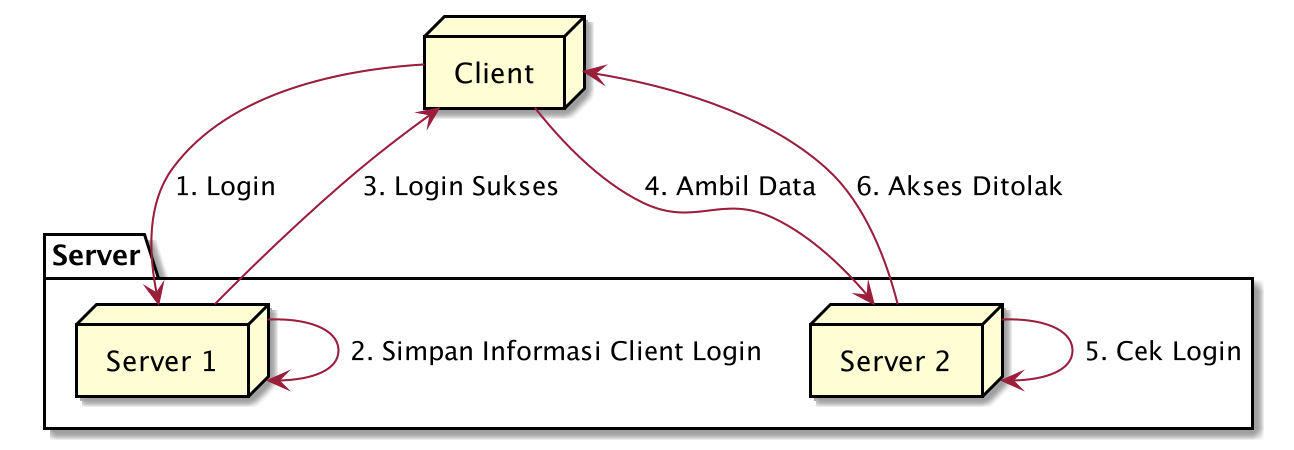 Client
1. Login
3. Login Sukses
4. Ambil Data
6. Akses Ditolak
Server
Server 1
2. Simpan Informasi Client Login
Server 2
5. Cek Login